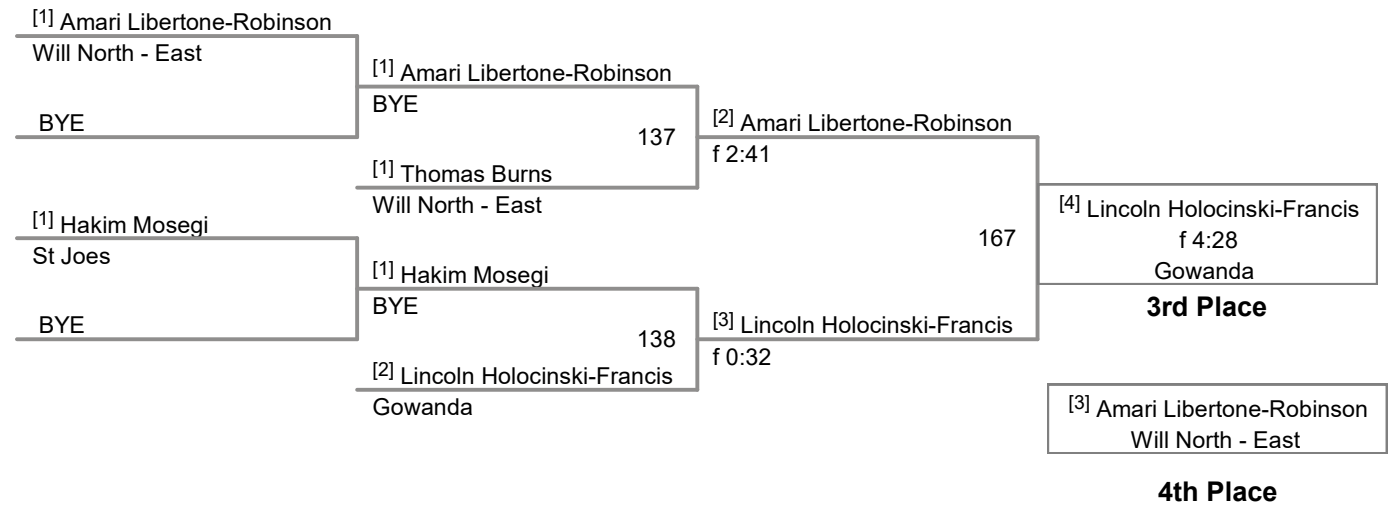 [1] Amari Libertone-Robinson
Will North - East
BYE
[1] Hakim Mosegi
St Joes
BYE
[1] Amari Libertone-Robinson
BYE
137
[1] Thomas Burns
Will North - East
[1] Hakim Mosegi
BYE
138
[2] Lincoln Holocinski-Francis
Gowanda
[2] Amari Libertone-Robinson
f 2:41
167
[3] Lincoln Holocinski-Francis
f 0:32
[4] Lincoln Holocinski-Francis
f 4:28
Gowanda
3rd Place
[3] Amari Libertone-Robinson
Will North - East
4th Place